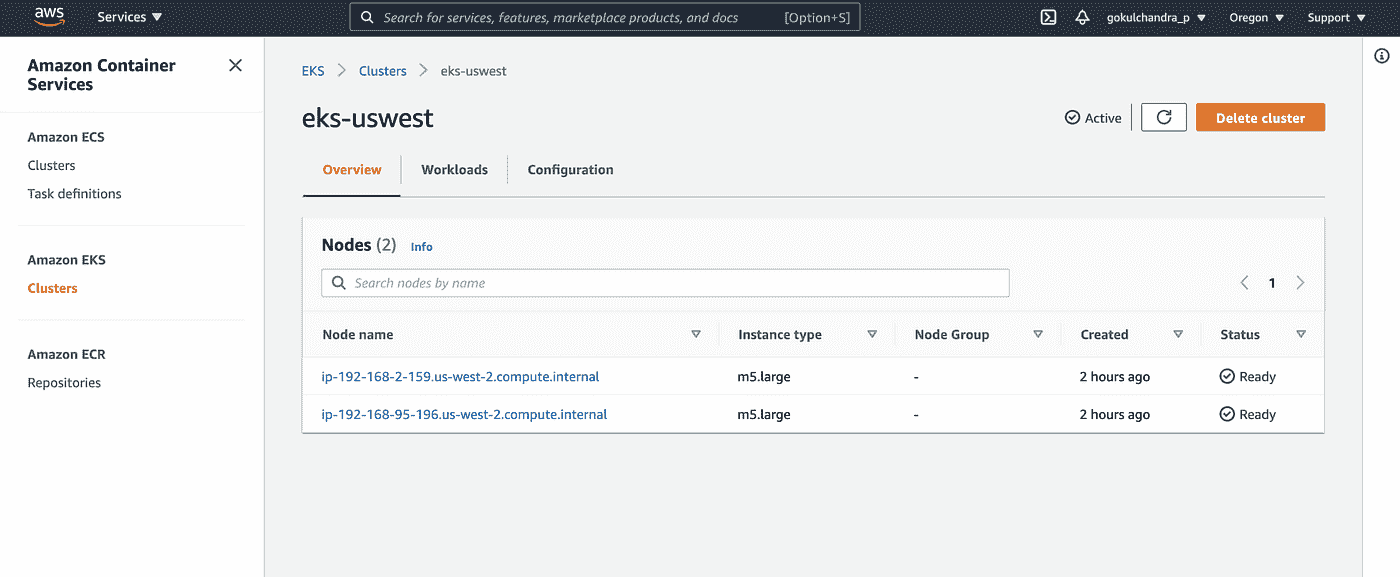 aws Services Search for services, features, marketplace products, and docs [Option+S] gokulchandra_p Oregon Support
Amazon Container
Services
Amazon ECS
Clusters
Task definitions
Amazon EKS
Clusters
Amazon ECR
Repositories
EKS Clusters eks-uswest
eks-uswest Active Delete cluster
Overview Workloads Configuration
Nodes (2) Info
Search nodes by name 1
Node name Instance type Node Group Created Status
ip-192-168-2-159.us-west-2.compute.internal m5.large - 2 hours ago Ready
ip-192-168-95-196.us-west-2.compute.internal m5.large - 2 hours ago Ready